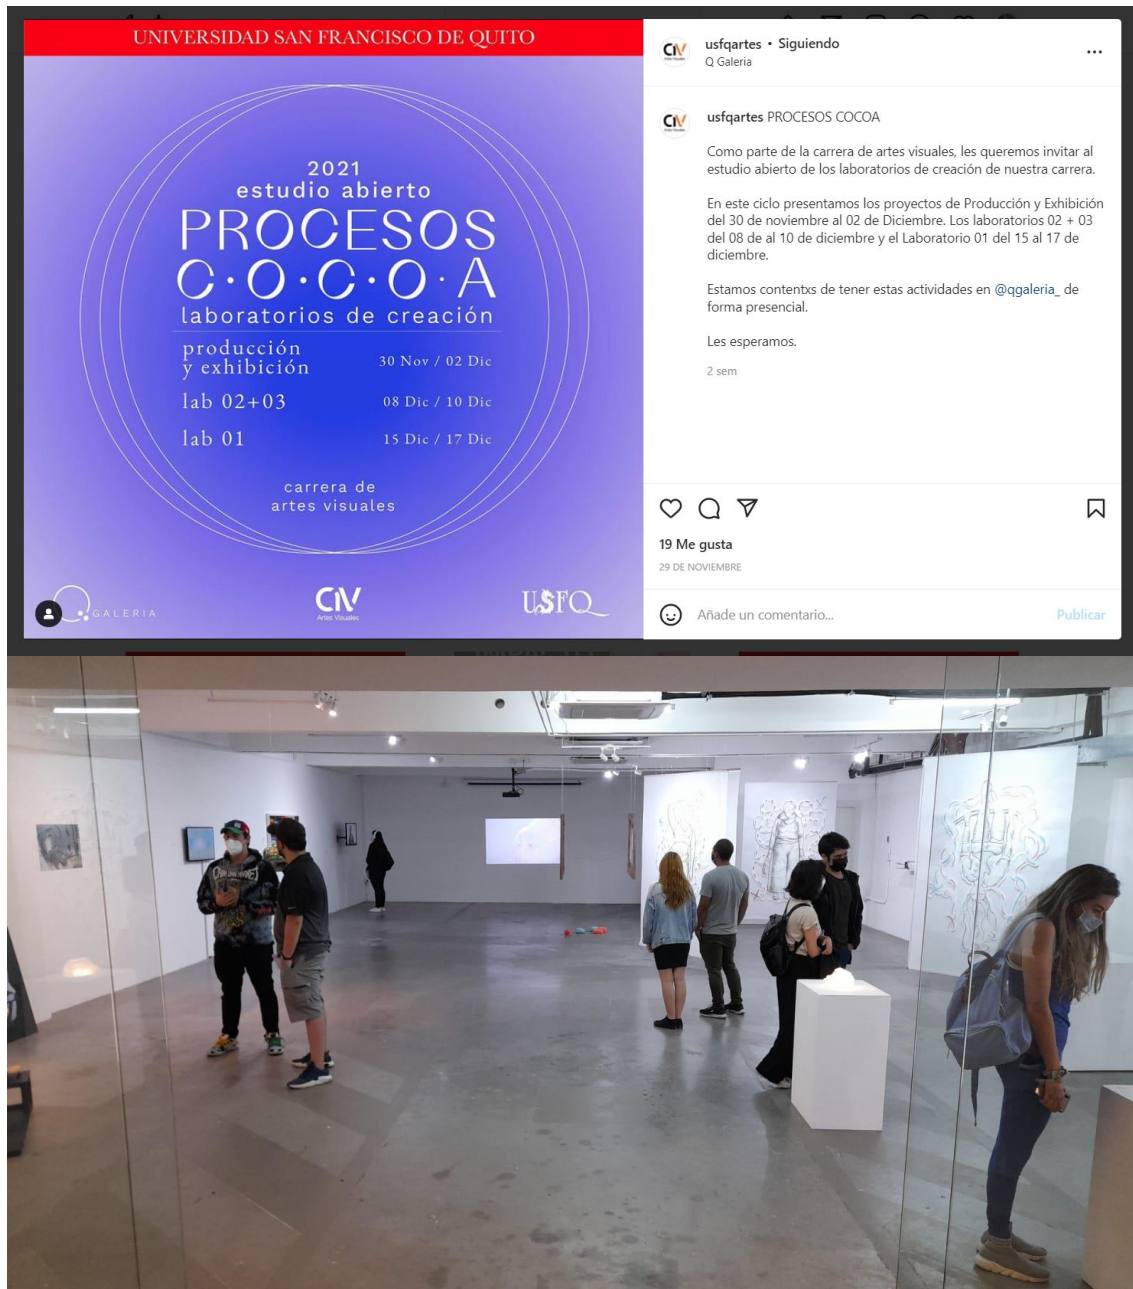 UNIVERSIDAD SAN FRANCISCO DE QUITO
2021
estudio abierto
PROCESOS
C·O·C·O·A
laboratorios de creación
producción
y exhibición
30 Nov / 02 Dic
lab 02+03
08 Dic / 10 Dic
lab 01
15 Dic / 17 Dic
carrera de
artes visuales
Q.GALERIA
CIV
Artes Visuales
USFQ
usfqartes • Siguiendo
Q Galeria
usfqartes PROCESOS COCOA
Como parte de la carrera de artes visuales, les queremos invitar al
estudio abierto de los laboratorios de creación de nuestra carrera.
En este ciclo presentamos los proyectos de Producción y Exhibición
del 30 de noviembre al 02 de Diciembre. Los laboratorios 02 + 03
del 08 de al 10 de diciembre y el Laboratorio 01 del 15 al 17 de
diciembre.
Estamos contentxs de tener estas actividades en @qgaleria_ de
forma presencial.
Les esperamos.
2 sem
19 Me gusta
29 DE NOVIEMBRE
Añade un comentario...
Publicar